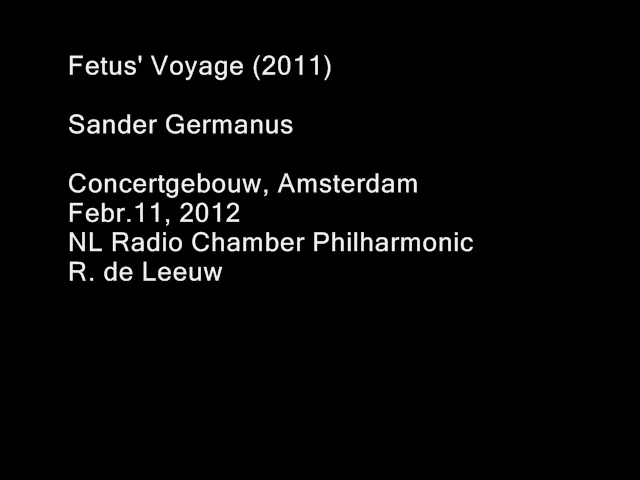 Fetus' Voyage (2011)
Sander Germanus
Concertgebouw, Amsterdam
Febr.11, 2012
NL Radio Chamber Philharmonic
R. de Leeuw